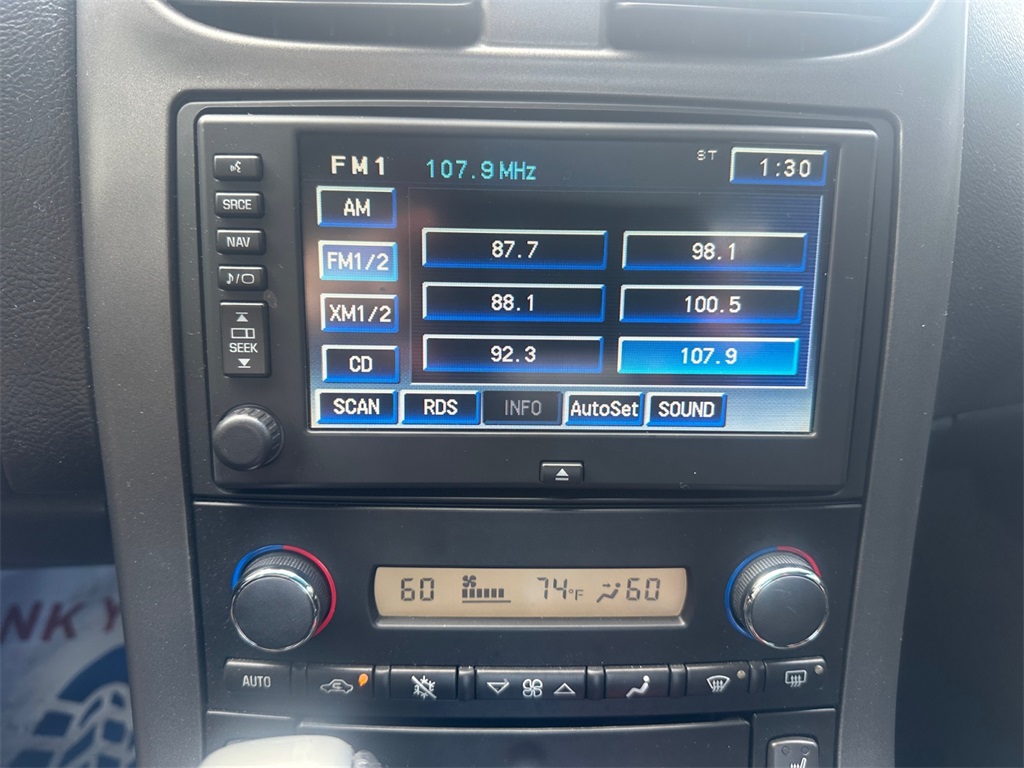 FM1 107.9 MHz ST 1:30
SRCE
NAV
SEEK
AM
FM1/2
XM1/2
CD
87.7 98.1
88.1 100.5
92.3 107.9
SCAN RDS INFO AutoSet SOUND
60 74°F 60
AUTO
NK Y